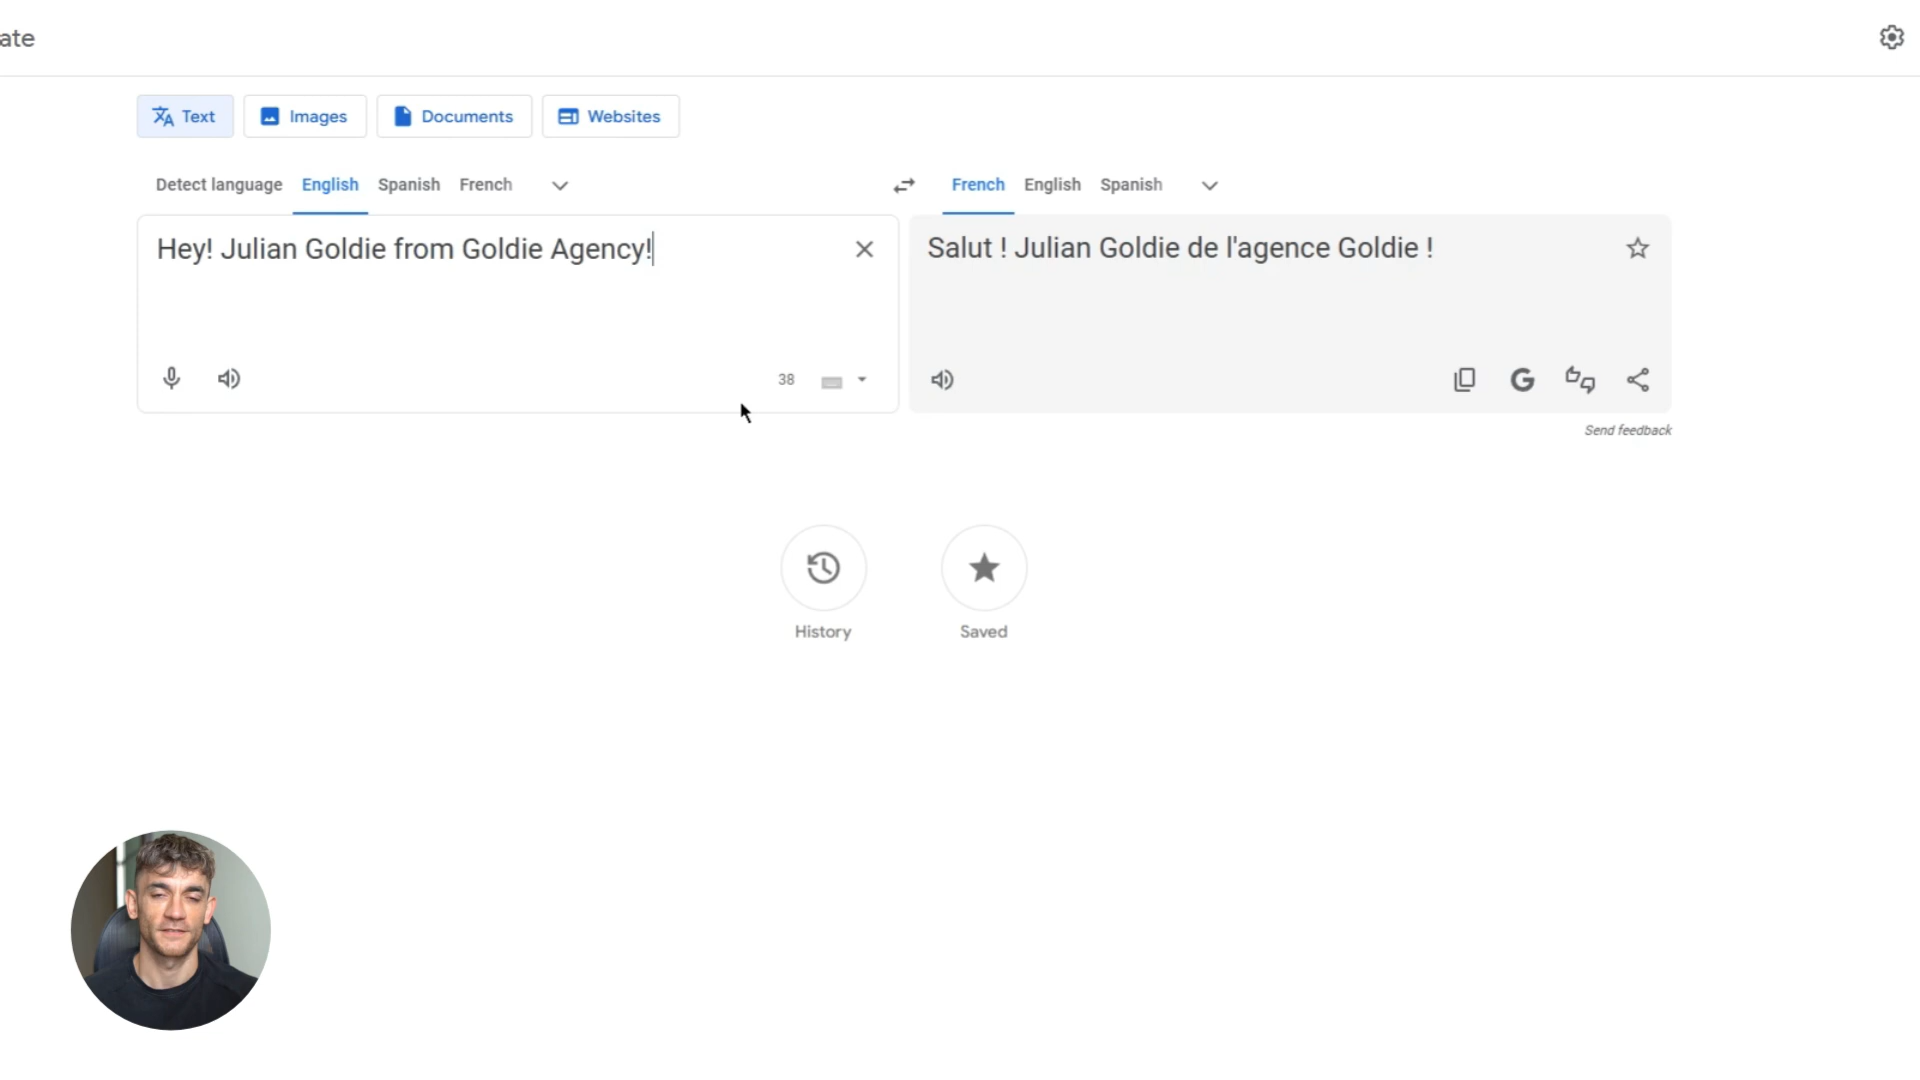 ate
Text Images Documents Websites
Detect language English Spanish French
French English Spanish
Hey! Julian Goldie from Goldie Agency!
Salut ! Julian Goldie de l'agence Goldie !
38
Send feedback
History Saved